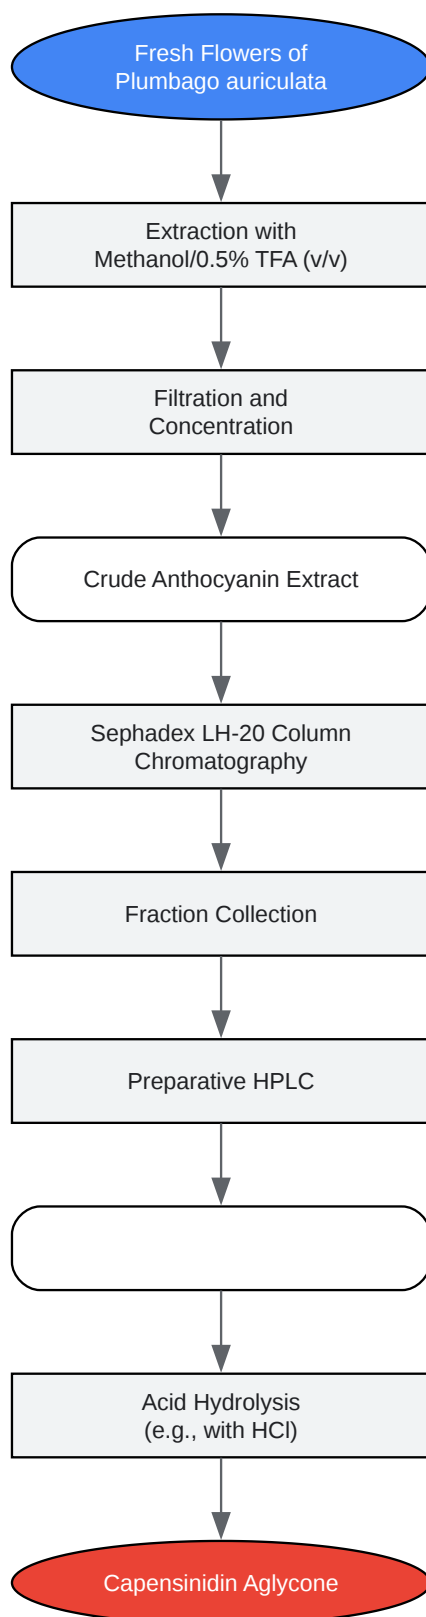 Fresh Flowers of
Plumbago auriculata
Extraction with
Methanol/0.5% TFA (v/v)
Filtration and
Concentration
Crude Anthocyanin Extract
Sephadex LH-20 Column
Chromatography
Fraction Collection
Preparative HPLC
Acid Hydrolysis
(e.g., with HCl)
Capensinidin Aglycone